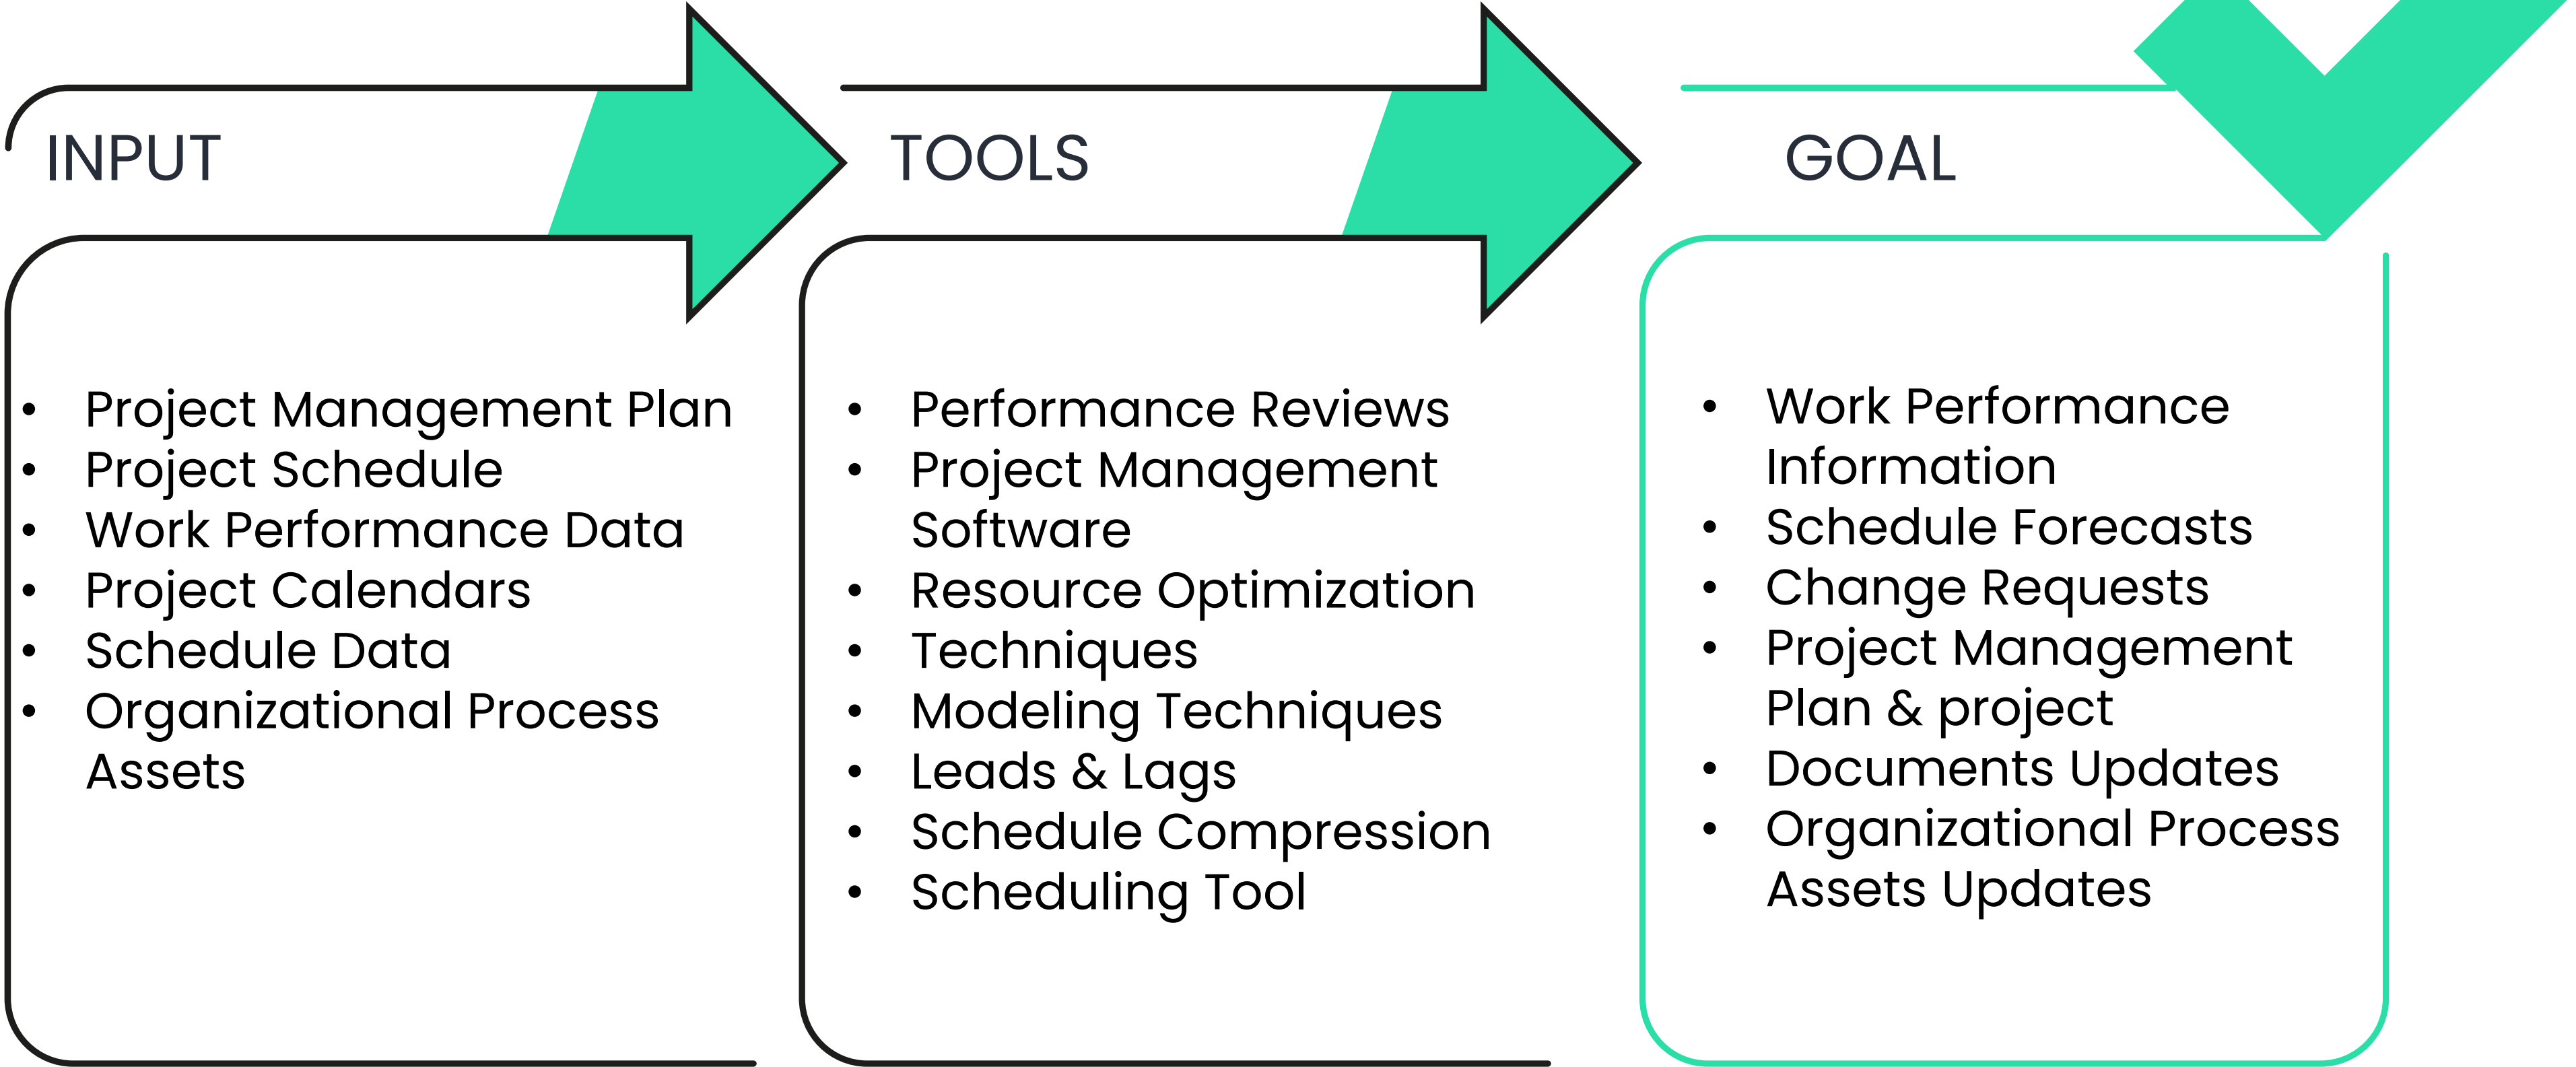 INPUT
• Project Management Plan
• Project Schedule
• Work Performance Data
• Project Calendars
• Schedule Data
• Organizational Process
Assets
TOOLS
• Performance Reviews
• Project Management
Software
• Resource Optimization
• Techniques
• Modeling Techniques
• Leads & Lags
• Schedule Compression
• Scheduling Tool
GOAL
• Work Performance
Information
• Schedule Forecasts
• Change Requests
• Project Management
Plan & project
• Documents Updates
• Organizational Process
Assets Updates